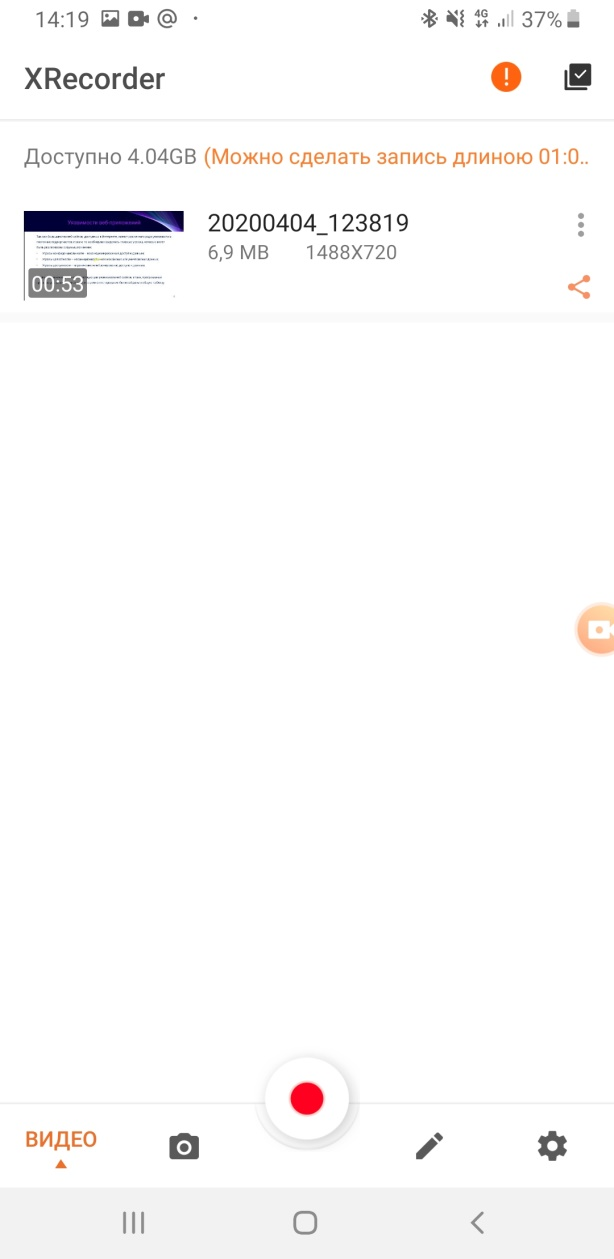 14:19 4G 37%
XRecorder
Доступно 4.04GB (Можно сделать запись длиною 01:0..
20200404_123819
6,9 MB 1488X720
00:53
ВИДЕО